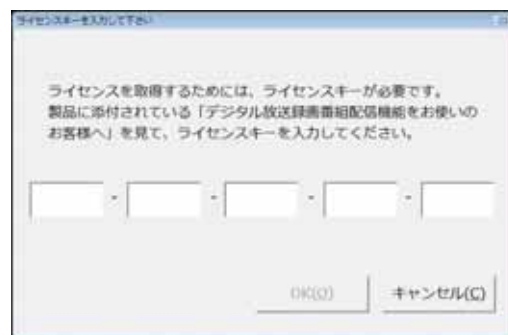 ライセンスキーを入力して下さい
ライセンスを取得するためには、ライセンスキーが必要です。
製品に添付されている「デジタル放送録画番組配信機能をお使いの
お客様へ」を見て、ライセンスキーを入力してください。
- - - -
OK(O) キャンセル(C)